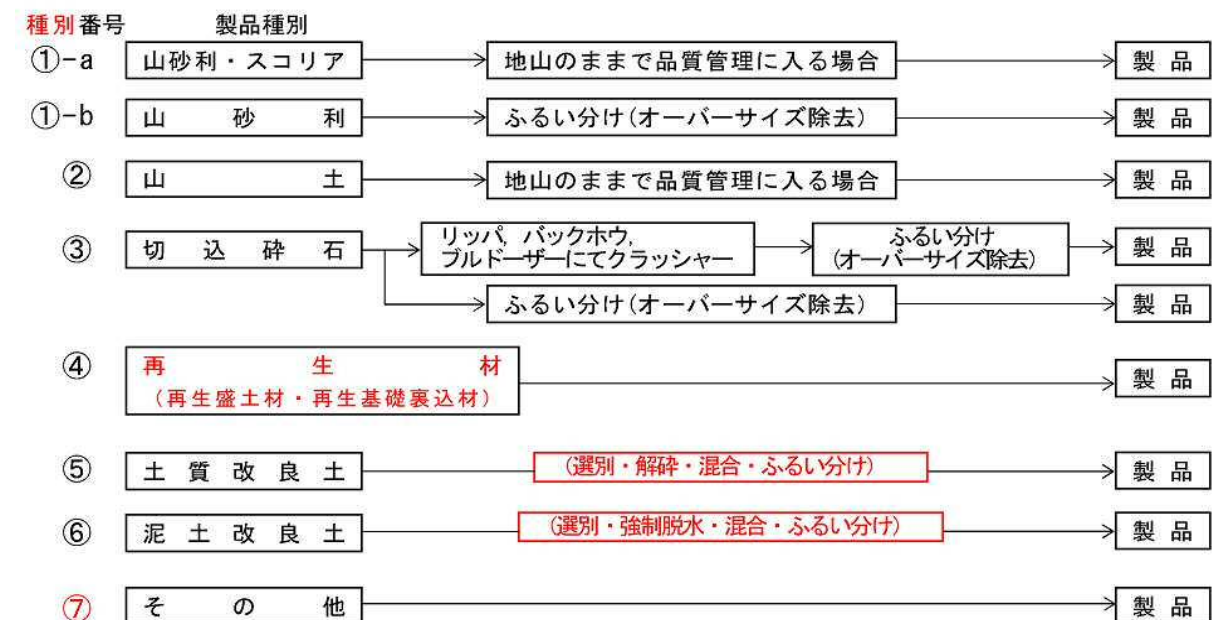 種別番号 製品種別
①-a 山砂利・スコリア 地山のままで品質管理に入る場合 製品
①-b 山砂利 ふるい分け(オーバーサイズ除去) 製品
② 山土 地山のままで品質管理に入る場合 製品
③ 切込砕石 リッパ, バックホウ, ブルドーザーにてクラッシャー ふるい分け (オーバーサイズ除去) 製品
ふるい分け(オーバーサイズ除去) 製品
④ 再生材 (再生盛土材・再生基礎裏込材) 製品
⑤ 土質改良土 (選別・解砕・混合・ふるい分け) 製品
⑥ 泥土改良土 (選別・強制脱水・混合・ふるい分け) 製品
⑦ その他 製品